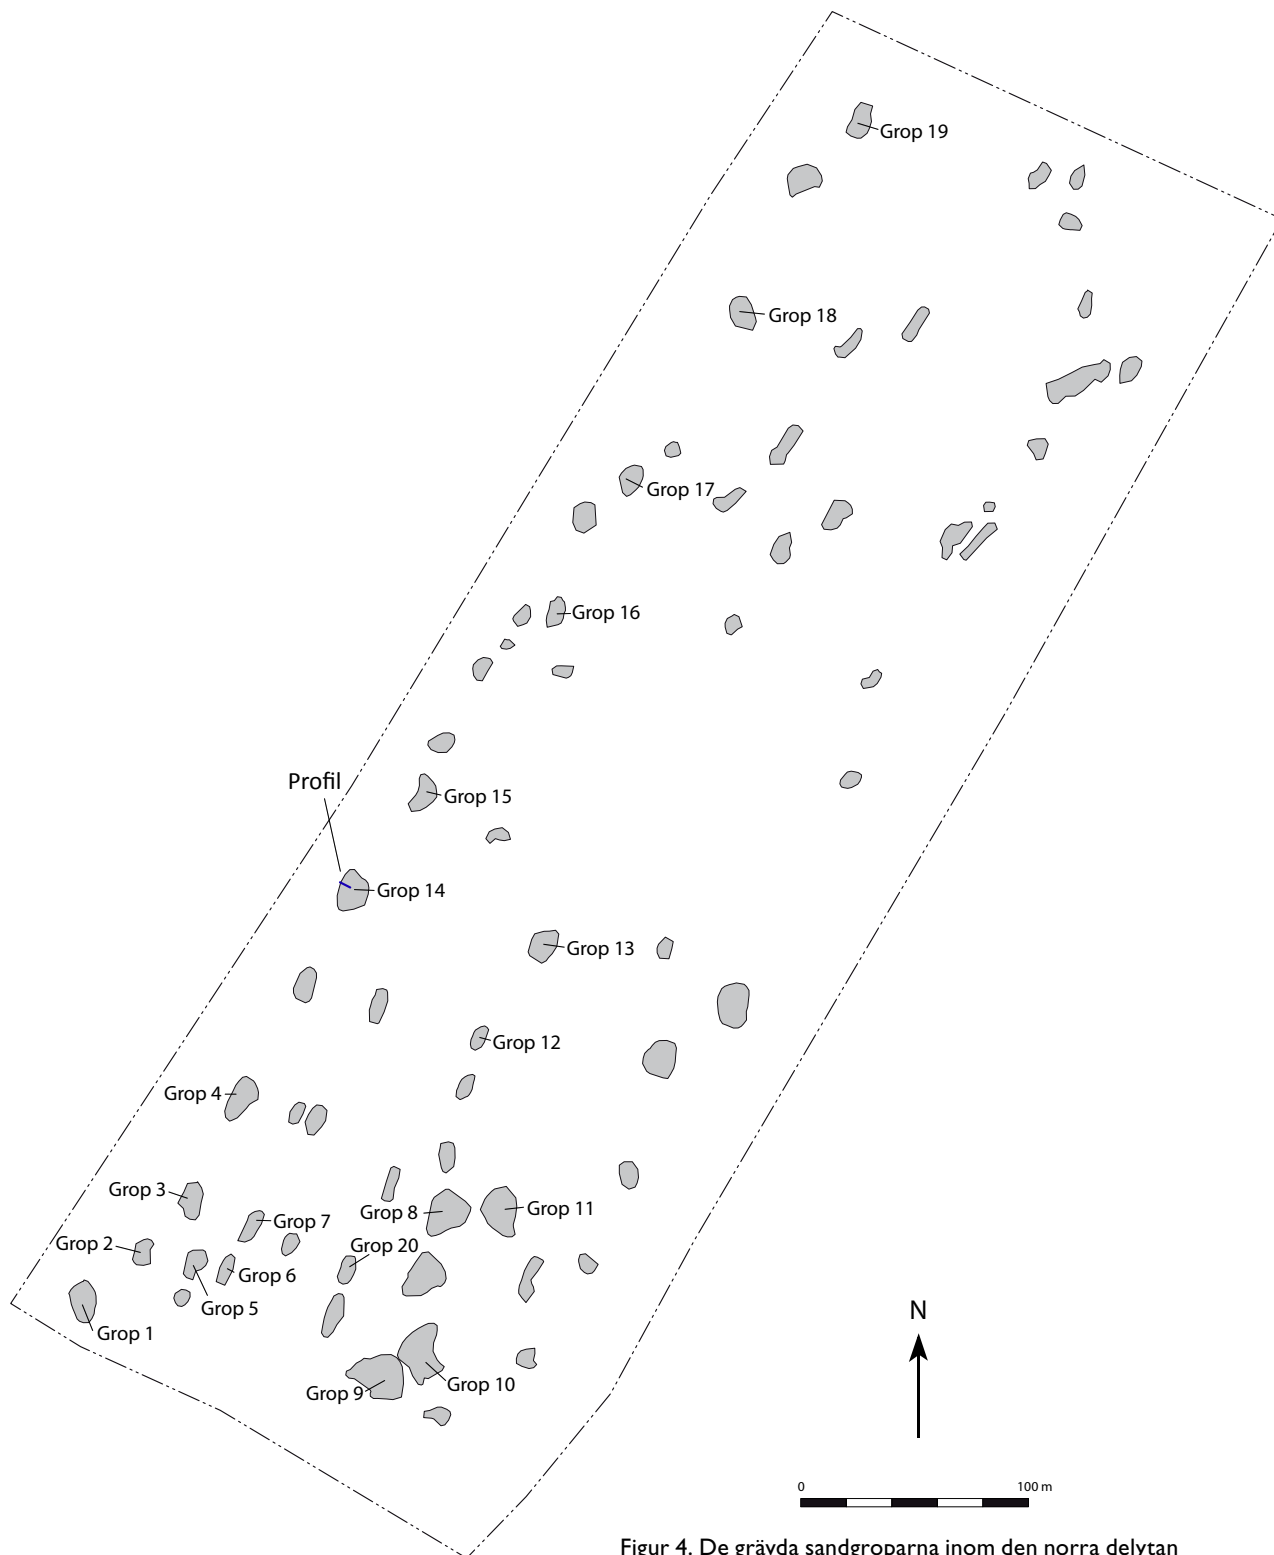 Grop 19
Grop 18
Grop 17
Grop 16
Profil
Grop 15
Grop 14
Grop 13
Grop 12
Grop 4
Grop 3
Grop 8
Grop 11
Grop 7
Grop 2
Grop 20
Grop 6
Grop 5
Grop 1
N
Grop 10
Grop 9
0 100 m
Figur 4. De grävda sandgroparna inom den norra delytan